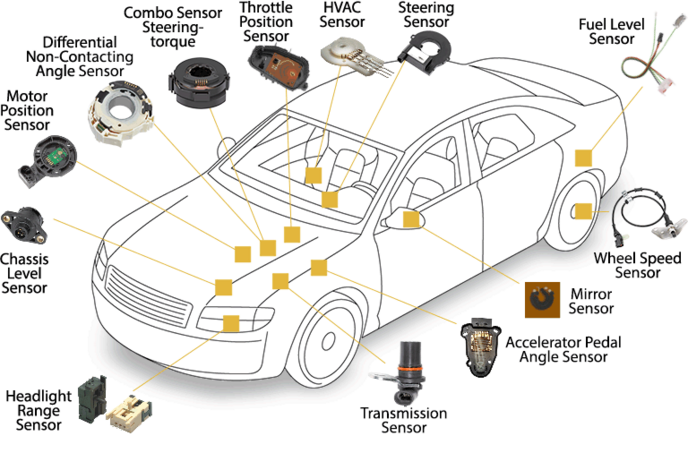 Combo Sensor
Steering-
torque
Throttle
Position
Sensor
HVAC
Sensor
Steering
Sensor
Fuel Level
Sensor
Differential
Non-Contacting
Angle Sensor
Motor
Position
Sensor
Chassis
Level
Sensor
Wheel Speed
Sensor
Mirror
Sensor
Accelerator Pedal
Angle Sensor
Headlight
Range
Sensor
Transmission
Sensor